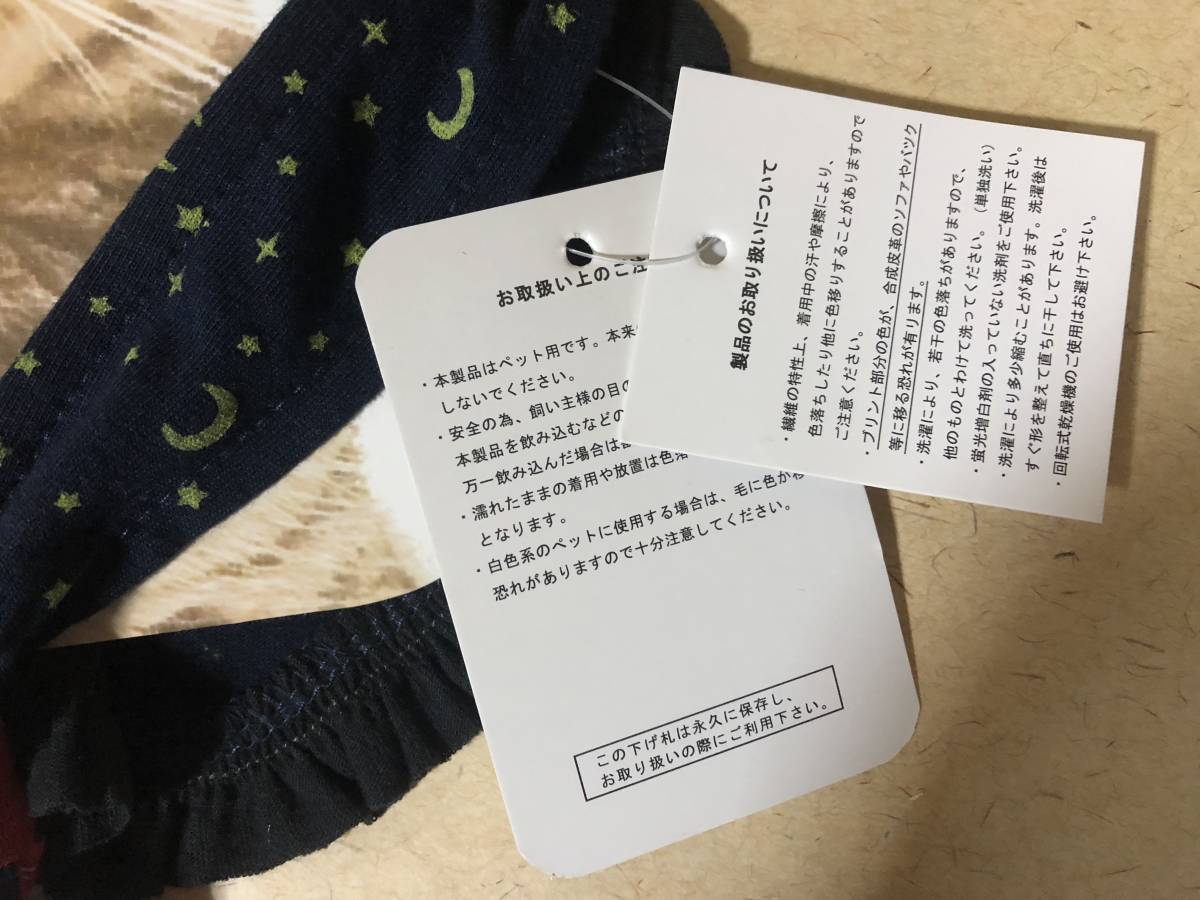 お取扱い上のご注
・本製品はペット用です。本来
しないでください。
・安全の為、飼い主様の目の
本製品を飲み込むなどの
万一飲み込んだ場合は
・濡れたままの着用や放置は色落
となります。
・白色系のペットに使用する場合は、毛に色が移
恐れがありますので十分注意してください。
この下げ札は永久に保存し、
お取り扱いの際にご利用下さい。
製品のお取り扱いについて
・繊維の特性上、着用中の汗や摩擦により、
色落ちしたり他に色移りすることがありますので
ご注意ください。
・プリント部分の色が、合成皮革のソファやバック
等に移る恐れが有ります。
・洗濯により、若干の色落ちがありますので、
他のものとわけて洗ってください。（単独洗い）
・蛍光増白剤の入っていない洗剤をご使用下さい。
・洗濯により多少縮むことがあります。洗濯後は
すぐ形を整えて直ちに干して下さい。
・回転式乾燥機のご使用はお避け下さい。